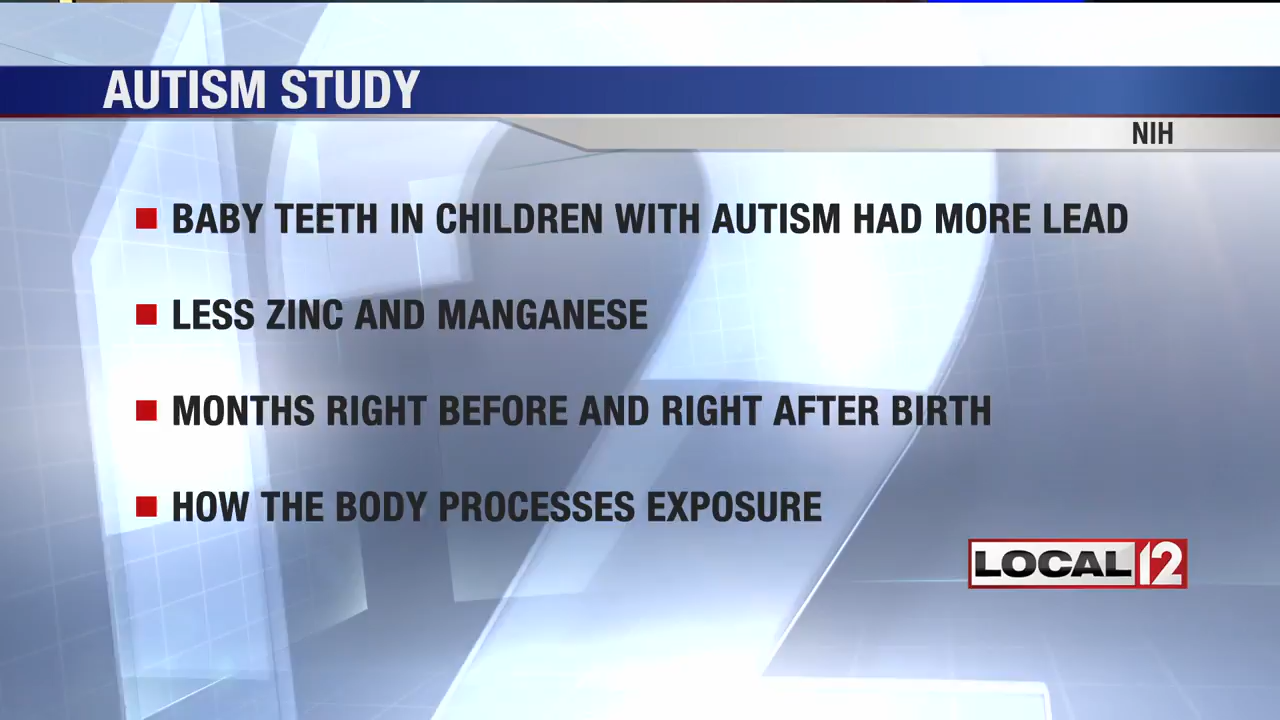 AUTISM STUDY
NIH
BABY TEETH IN CHILDREN WITH AUTISM HAD MORE LEAD
LESS ZINC AND MANGANESE
MONTHS RIGHT BEFORE AND RIGHT AFTER BIRTH
HOW THE BODY PROCESSES EXPOSURE
LOCAL 12